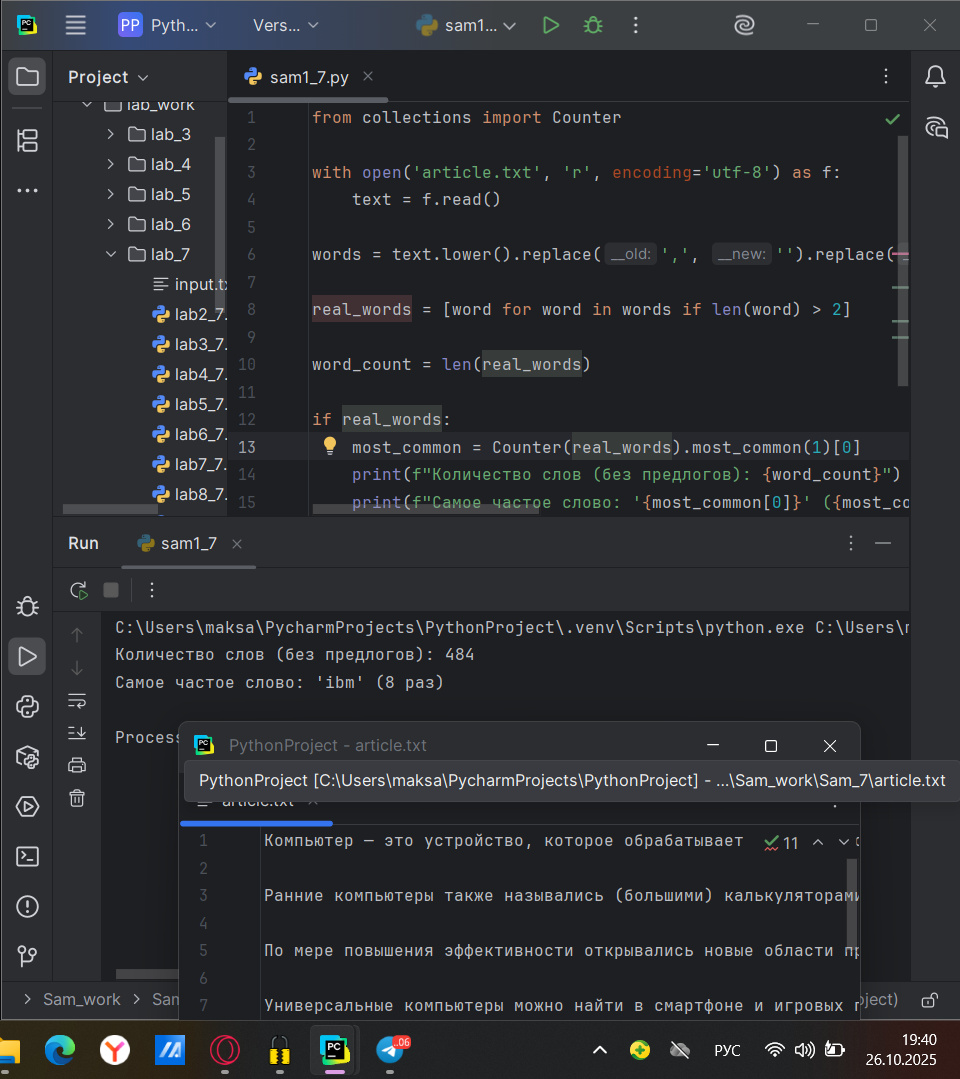 PP Pyth... Vers... sam1...
Project
sam1_7.py
lab_work
lab_3
lab_4
lab_5
lab_6
lab_7
lab2_7.
lab3_7.
lab4_7.
lab5_7.
lab6_7.
lab7_7.
lab8_7.
1 from collections import Counter
2
3 with open('article.txt', 'r', encoding='utf-8') as f:
4 text = f.read()
5
6 words = text.lower().replace( __old: ',', __new: '').replace(
7
8 real_words = [word for word in words if len(word) > 2]
9
10 word_count = len(real_words)
11
12 if real_words:
13 most_common = Counter(real_words).most_common(1)[0]
14 print(f"Количество слов (без предлогов): {word_count}")
15 print(f"Самое частое слово: '{most_common[0]}' ({most_co
Run sam1_7
C:\Users\maksa\PycharmProjects\PythonProject\.venv\Scripts\python.exe C:\Users\
Количество слов (без предлогов): 484
Самое частое слово: 'ibm' (8 раз)
PythonProject - article.txt
PythonProject [C:\Users\maksa\PycharmProjects\PythonProject] - ...\Sam_work\Sam_7\article.txt
article.txt
1 Компьютер — это устройство, которое обрабатывает 11
2
3 Ранние компьютеры также назывались (большими) калькуляторами
4
5 По мере повышения эффективности открывались новые области
6
7 Универсальные компьютеры можно найти в смартфоне и игровых
Sam_work
PC
.06
РУС
19:40
26.10.2025